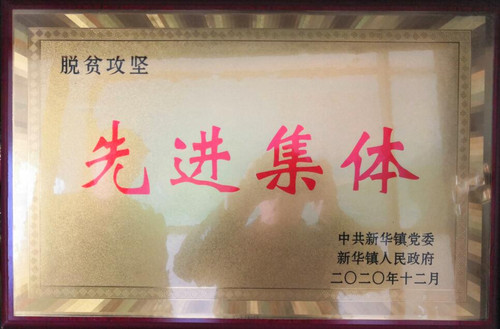 脱贫攻坚
先进集体
中共新华镇党委
新华镇人民政府
二〇二〇年十二月